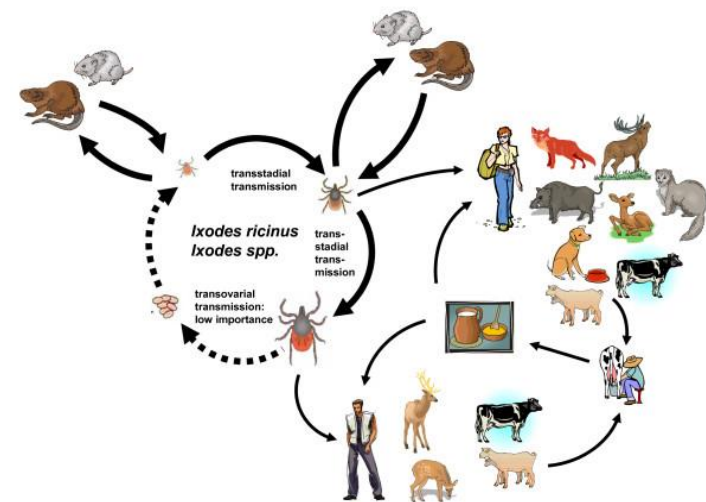 transstadial
transmission
Ixodes ricinus
Ixodes spp.
trans-
stadial
trans-
mission
transovarial
transmission:
low importance